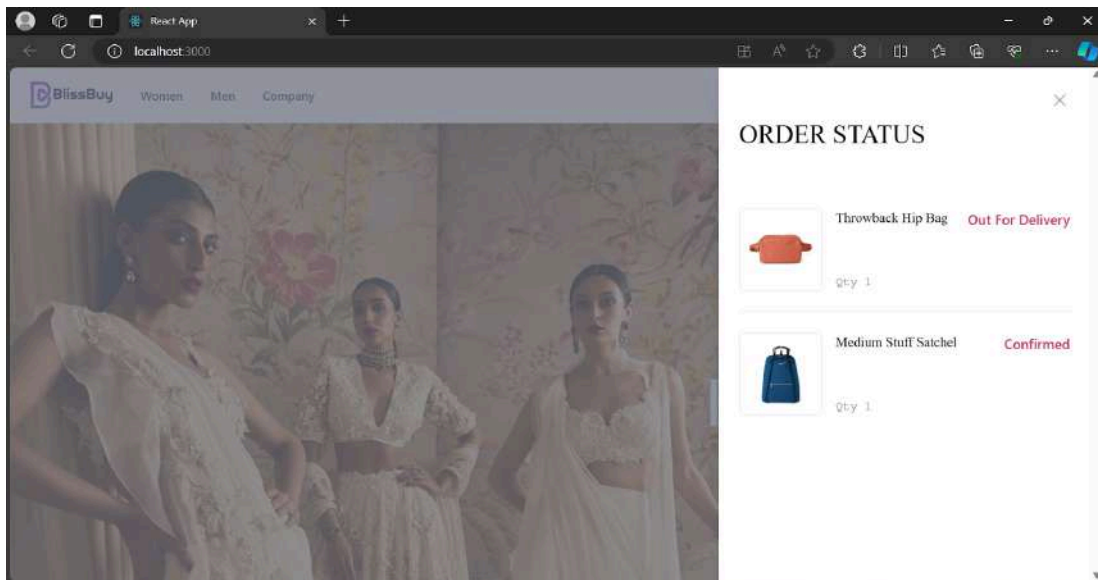 React App
localhost:3000
BlissBuy Women Men Company
ORDER STATUS
Throwback Hip Bag Out For Delivery
Qty 1
Medium Stuff Satchel Confirmed
Qty 1